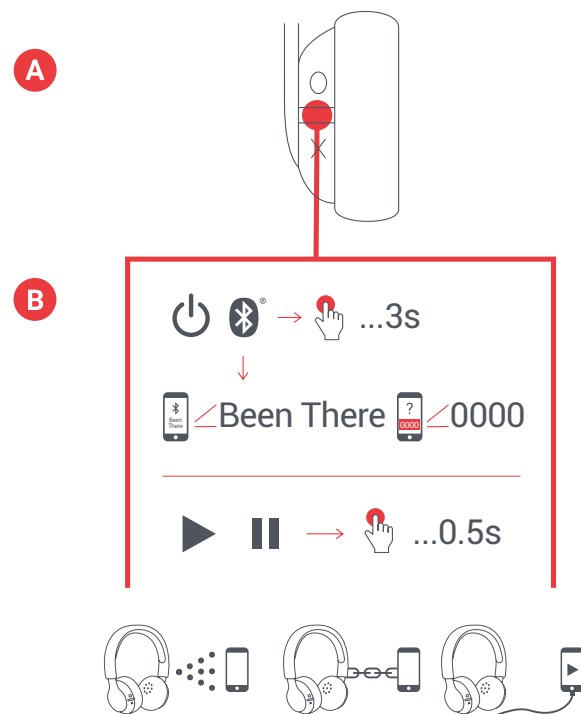 A
B
® ...3s
Been There
Been There ? 0000 0000
...0.5s